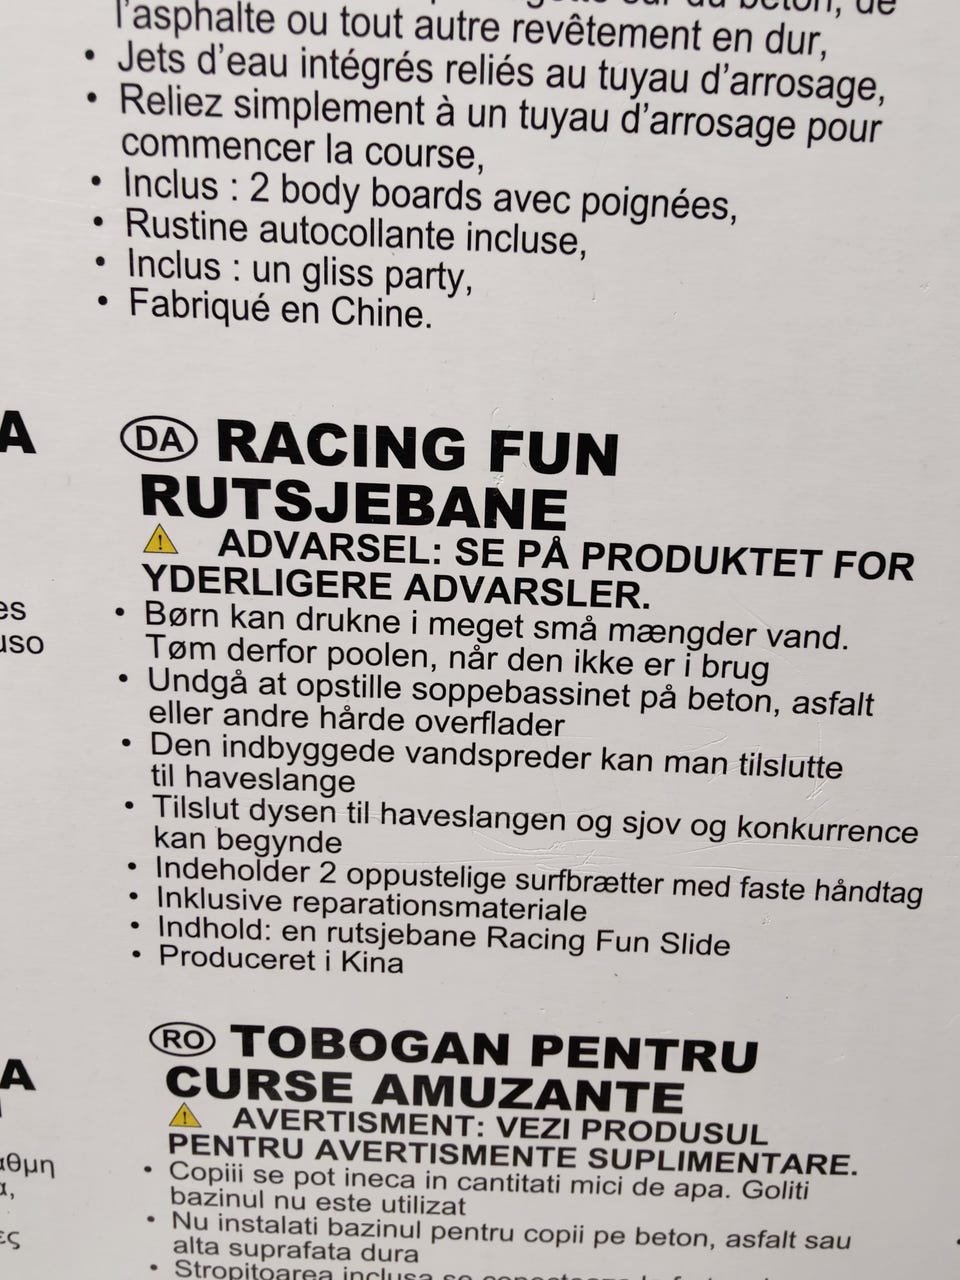 l'asphalte ou tout autre revêtement en dur,
• Jets d'eau intégrés reliés au tuyau d'arrosage,
• Reliez simplement à un tuyau d'arrosage pour
commencer la course,
• Inclus : 2 body boards avec poignées,
• Rustine autocollante incluse,
• Inclus : un gliss party,
• Fabriqué en Chine.
A
DA RACING FUN
RUTSJEBANE
ADVARSEL: SE PÅ PRODUKTET FOR
YDERLIGERE ADVARSLER.
• Børn kan drukne i meget små mængder vand.
Tøm derfor poolen, når den ikke er i brug
• Undgå at opstille soppebassinet på beton, asfalt
eller andre hårde overflader
• Den indbyggede vandspreder kan man tilslutte
til haveslange
• Tilslut dysen til haveslangen og sjov og konkurrence
kan begynde
• Indeholder 2 oppustelige surfbrætter med faste håndtag
• Inklusive reparationsmateriale
• Indhold: en rutsjebane Racing Fun Slide
• Produceret i Kina
A
RO TOBOGAN PENTRU
CURSE AMUZANTE
AVERTISMENT: VEZI PRODUSUL
PENTRU AVERTISMENTE SUPLIMENTARE.
• Copiii se pot ineca in cantitati mici de apa. Goliti
bazinul nu este utilizat
• Nu instalati bazinul pentru copii pe beton, asfalt sau
alta suprafata dura
• Stropitoarea inclusa se